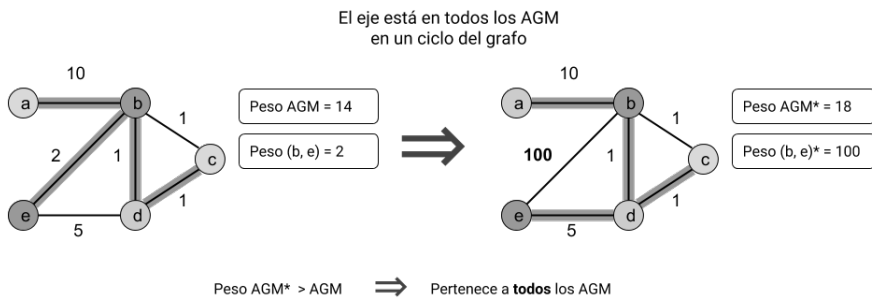 El eje está en todos los AGM
en un ciclo del grafo
10
a
b
1
2
1
c
1
e
d
5
Peso AGM = 14
Peso (b, e) = 2
10
a
b
1
100
1
c
1
e
d
5
Peso AGM* = 18
Peso (b, e)* = 100
Peso AGM* > AGM
Pertenece a todos los AGM